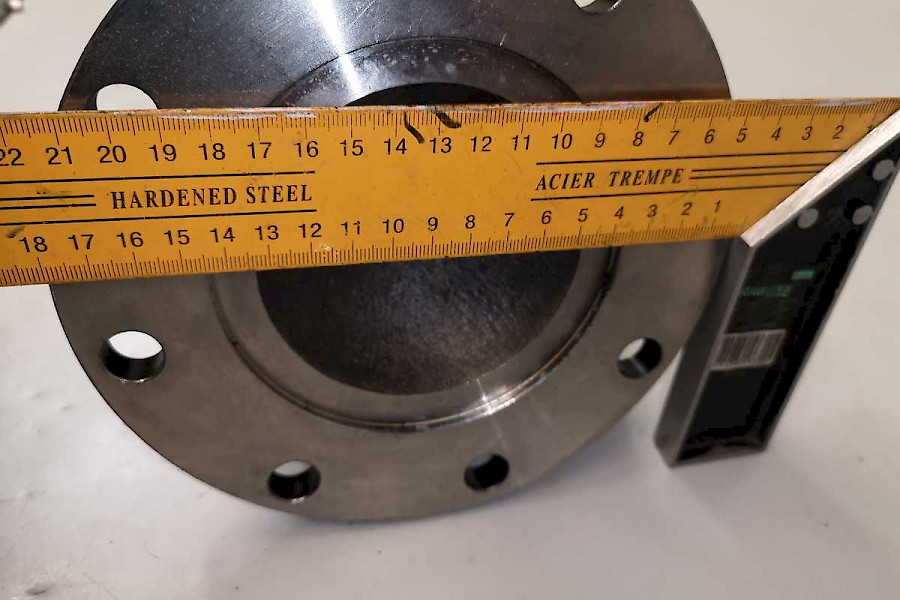 22 21 20 19 18 17 16 15 14 13 12 11 10 9 8 7 6 5 4 3 2
HARDENED STEEL
ACIER TREMPE
18 17 16 15 14 13 12 11 10 9 8 7 6 5 4 3 2 1